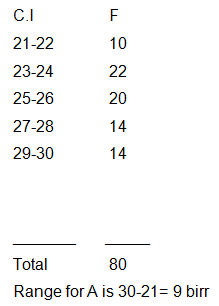 C.I F
21-22 10
23-24 22
25-26 20
27-28 14
29-30 14
Total 80
Range for A is 30-21= 9 birr